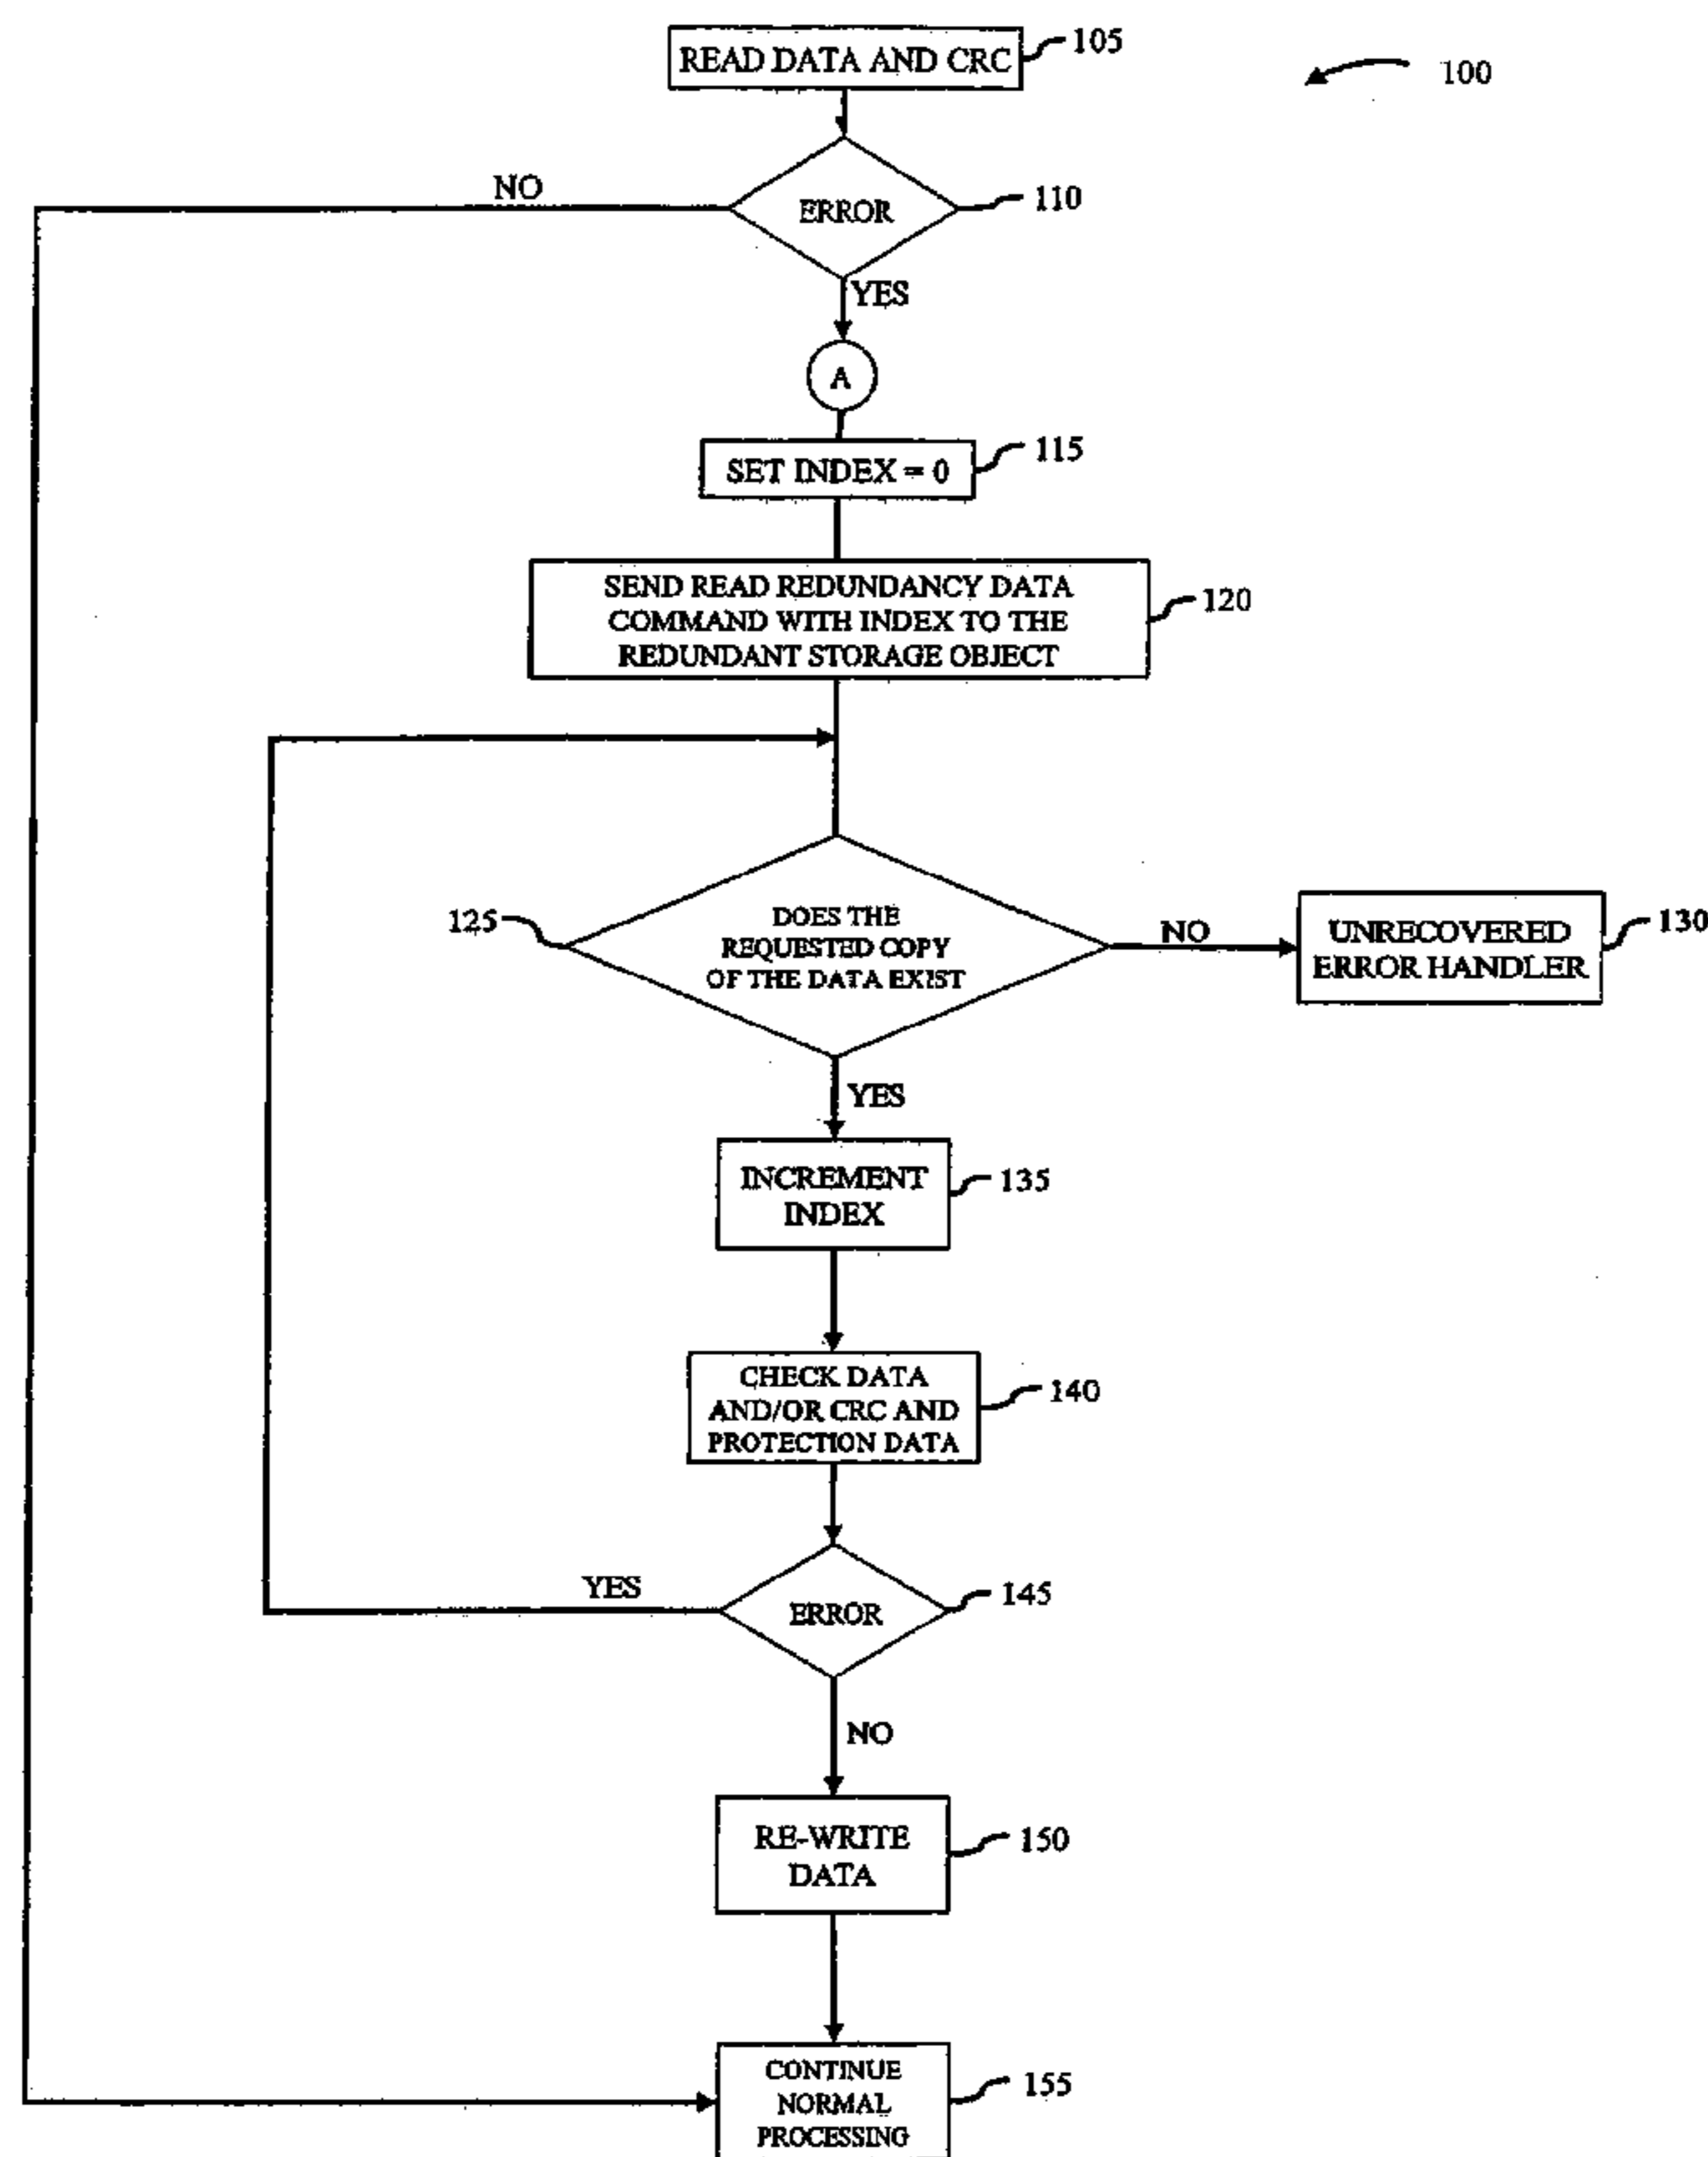 READ DATA AND CRC
105
100
NO
ERROR
110
YES
A
SET INDEX = 0
115
SEND READ REDUNDANCY DATA
COMMAND WITH INDEX TO THE
REDUNDANT STORAGE OBJECT
120
125
DOES THE
REQUESTED COPY
OF THE DATA EXIST
NO
UNRECOVERED
ERROR HANDLER
130
YES
INCREMENT
INDEX
135
CHECK DATA
AND/OR CRC AND
PROTECTION DATA
140
YES
ERROR
145
NO
RE-WRITE
DATA
150
CONTINUE
NORMAL
PROCESSING
155